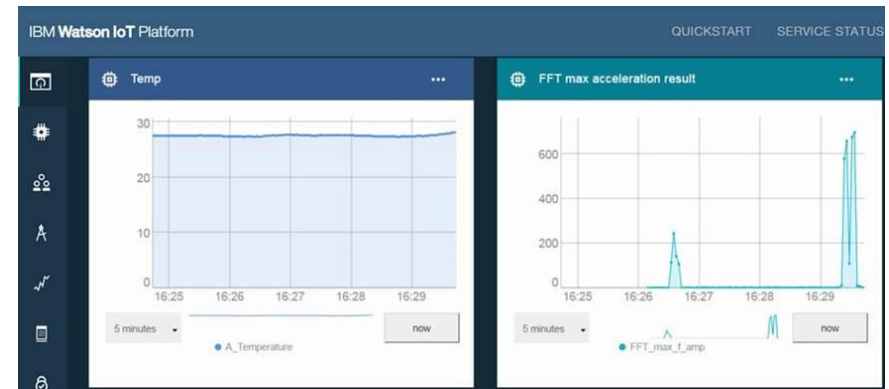 IBM Watson IoT Platform
QUICKSTART
SERVICE STATUS
Temp
30
20
10
0
16:25 16:26 16:27 16:28 16:29
5 minutes
now
A_Temperature
FFT max acceleration result
600
400
200
0
16:25 16:26 16:27 16:28 16:29
5 minutes
now
FFT_max_f_amp